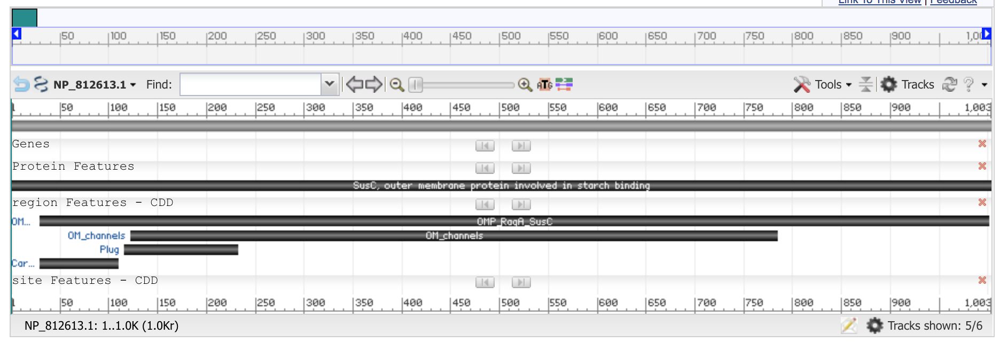 Link To This View | Feedback
50 100 150 200 250 300 350 400 450 500 550 600 650 700 750 800 850 900 1,00
NP_812613.1 Find: ATG Tools Tracks ?
1 50 100 150 200 250 300 350 400 450 500 550 600 650 700 750 800 850 900 1,003
Genes
Protein Features
SusC, outer membrane protein involved in starch binding
region Features - CDD
OM... OMP_RagA_SusC
OM_channels OM_channels
Plug
Car...
site Features - CDD
1 50 100 150 200 250 300 350 400 450 500 550 600 650 700 750 800 850 900 1,003
NP_812613.1: 1..1.0K (1.0Kr) Tracks shown: 5/6